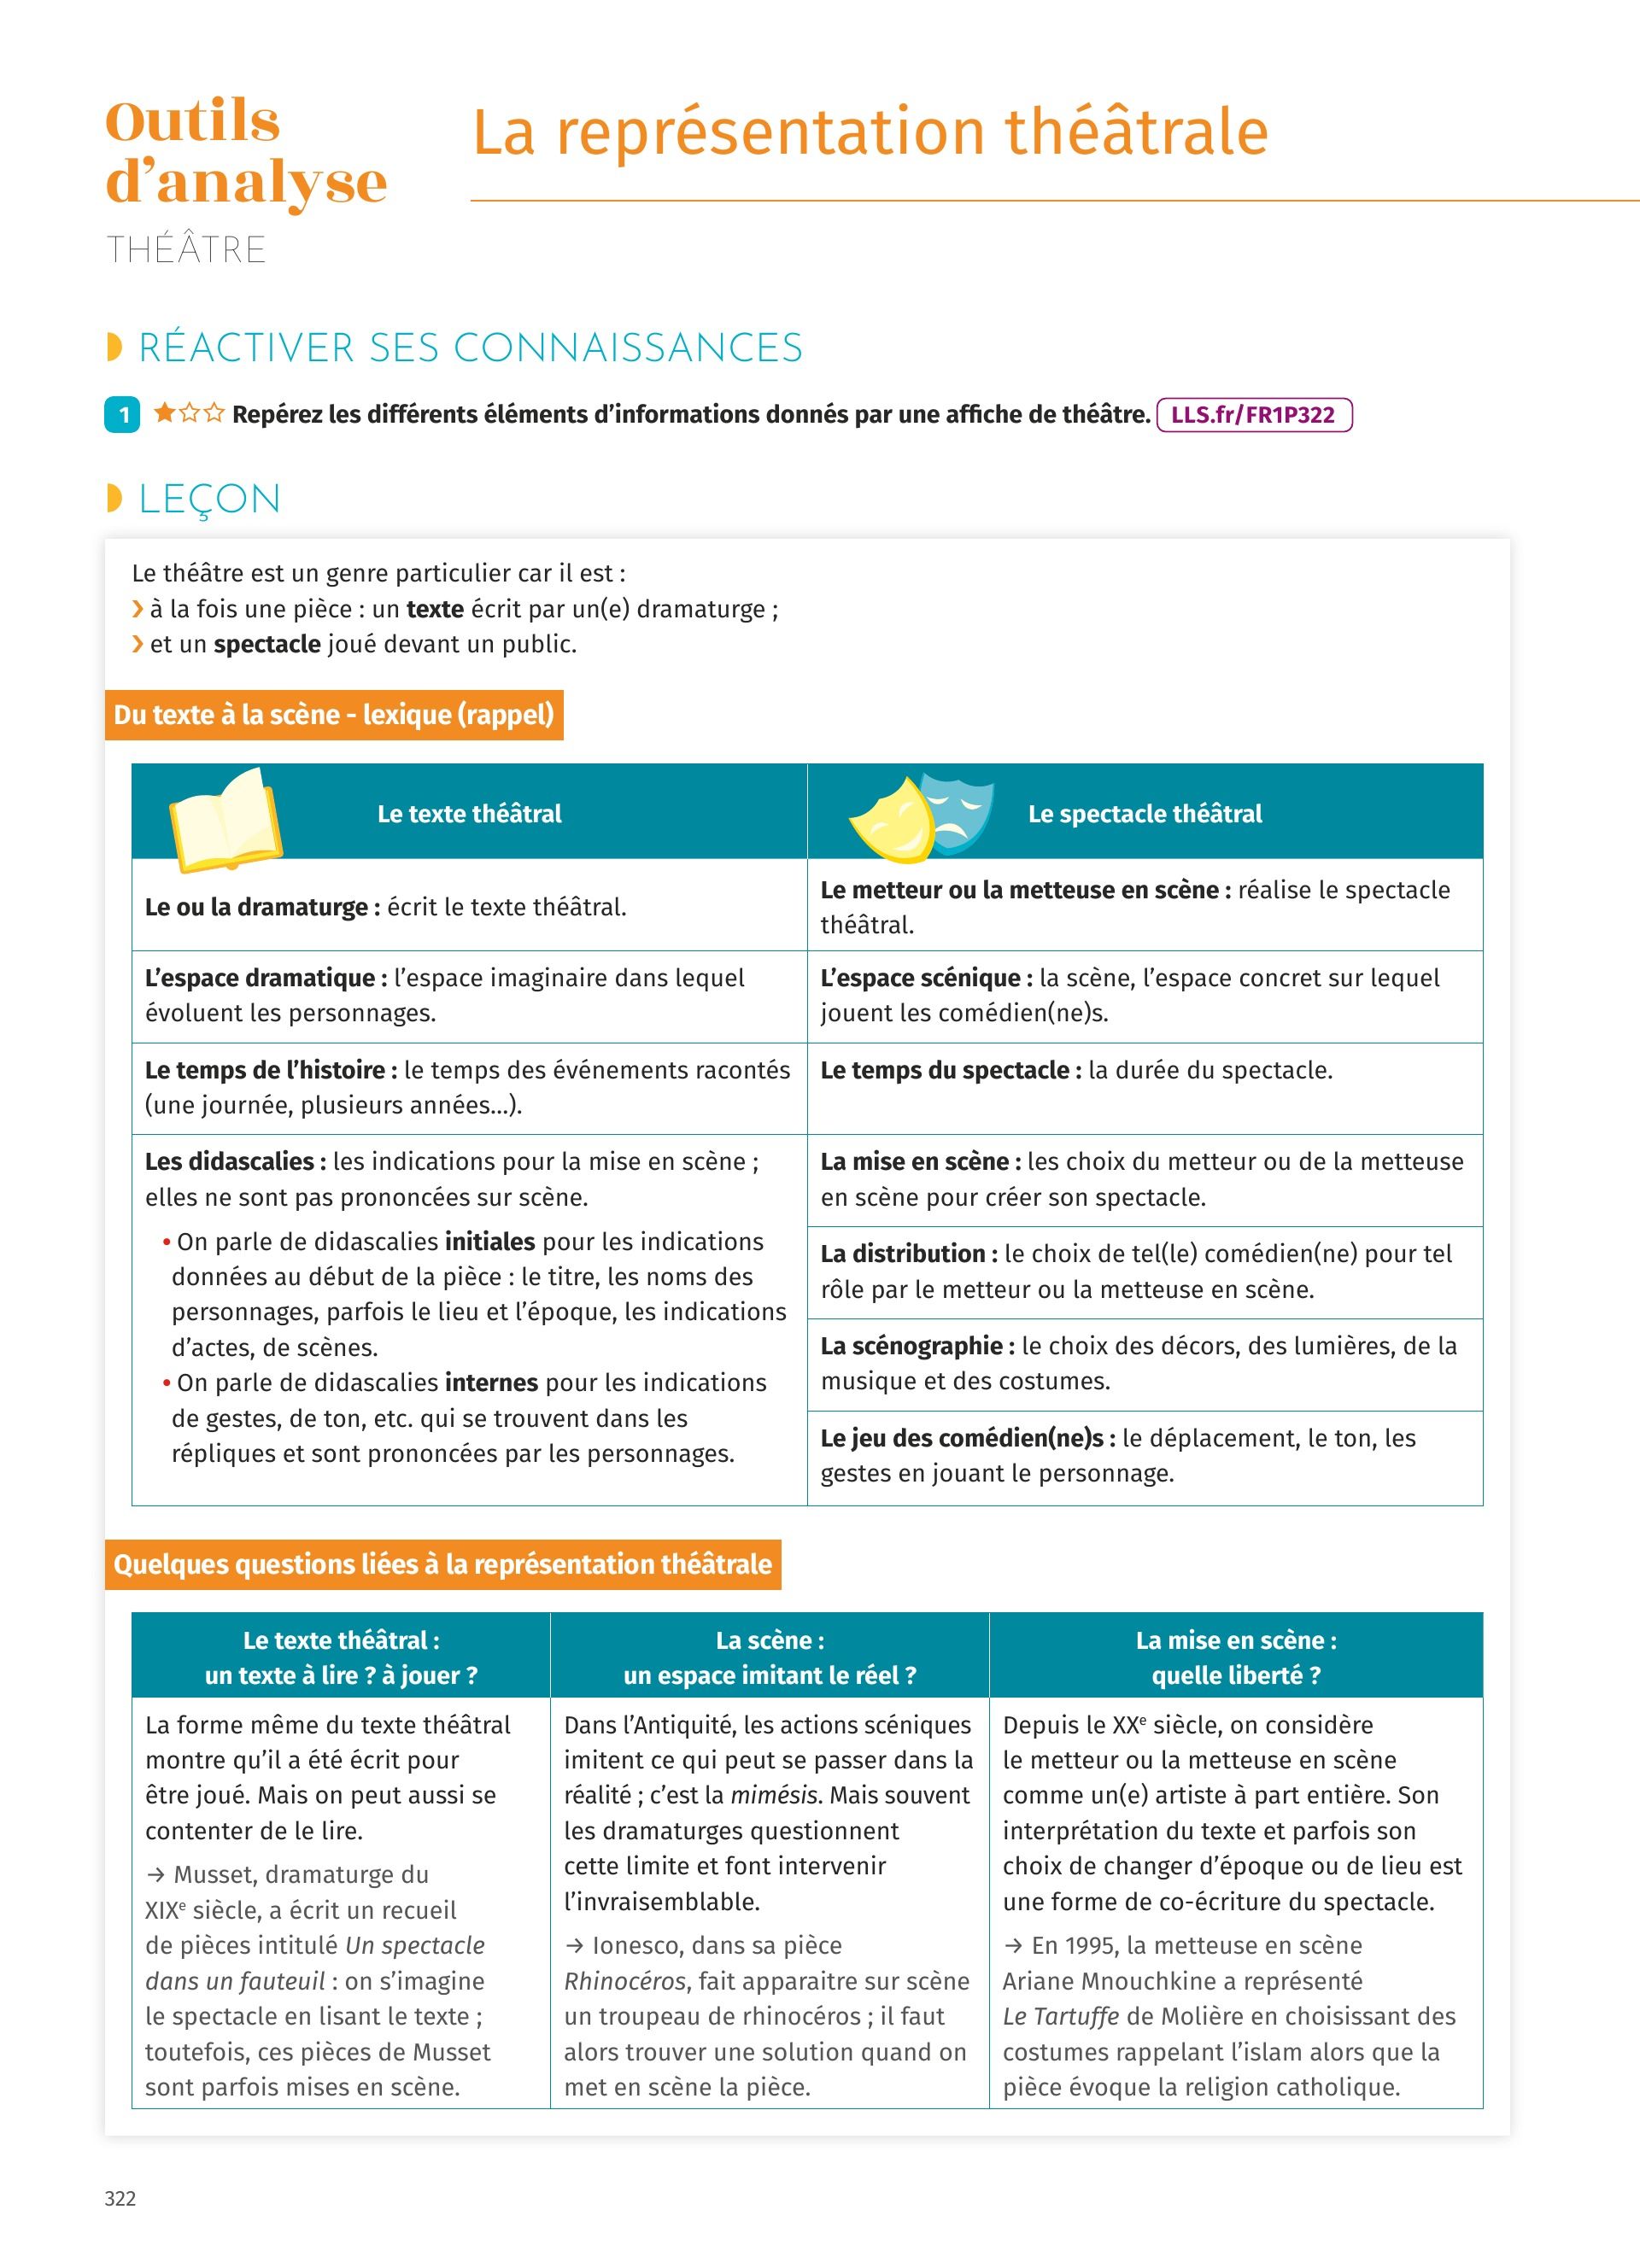 Outils
d’analyse
THÉÂTRE
La représentation théâtrale
RÉACTIVER SES CONNAISSANCES
1 Repérez les différents éléments d’informations donnés par une affiche de théâtre. LLS.fr/FR1P322
LEÇON
Le théâtre est un genre particulier car il est :
› à la fois une pièce : un texte écrit par un(e) dramaturge ;
› et un spectacle joué devant un public.
Du texte à la scène - lexique (rappel)
Le texte théâtral
Le spectacle théâtral
Le ou la dramaturge : écrit le texte théâtral.
Le metteur ou la metteuse en scène : réalise le spectacle
théâtral.
L’espace dramatique : l’espace imaginaire dans lequel
évoluent les personnages.
L’espace scénique : la scène, l’espace concret sur lequel
jouent les comédien(ne)s.
Le temps de l’histoire : le temps des événements racontés
(une journée, plusieurs années…).
Le temps du spectacle : la durée du spectacle.
Les didascalies : les indications pour la mise en scène ;
elles ne sont pas prononcées sur scène.
• On parle de didascalies initiales pour les indications
données au début de la pièce : le titre, les noms des
personnages, parfois le lieu et l’époque, les indications
d’actes, de scènes.
• On parle de didascalies internes pour les indications
de gestes, de ton, etc. qui se trouvent dans les
répliques et sont prononcées par les personnages.
La mise en scène : les choix du metteur ou de la metteuse
en scène pour créer son spectacle.
La distribution : le choix de tel(le) comédien(ne) pour tel
rôle par le metteur ou la metteuse en scène.
La scénographie : le choix des décors, des lumières, de la
musique et des costumes.
Le jeu des comédien(ne)s : le déplacement, le ton, les
gestes en jouant le personnage.
Quelques questions liées à la représentation théâtrale
Le texte théâtral :
un texte à lire ? à jouer ?
La scène :
un espace imitant le réel ?
La mise en scène :
quelle liberté ?
La forme même du texte théâtral
montre qu’il a été écrit pour
être joué. Mais on peut aussi se
contenter de le lire.
→ Musset, dramaturge du
XIXe siècle, a écrit un recueil
de pièces intitulé Un spectacle
dans un fauteuil : on s’imagine
le spectacle en lisant le texte ;
toutefois, ces pièces de Musset
sont parfois mises en scène.
Dans l’Antiquité, les actions scéniques
imitent ce qui peut se passer dans la
réalité ; c’est la mimésis. Mais souvent
les dramaturges questionnent
cette limite et font intervenir
l’invraisemblable.
→ Ionesco, dans sa pièce
Rhinocéros, fait apparaitre sur scène
un troupeau de rhinocéros ; il faut
alors trouver une solution quand on
met en scène la pièce.
Depuis le XXe siècle, on considère
le metteur ou la metteuse en scène
comme un(e) artiste à part entière. Son
interprétation du texte et parfois son
choix de changer d’époque ou de lieu est
une forme de co-écriture du spectacle.
→ En 1995, la metteuse en scène
Ariane Mnouchkine a représenté
Le Tartuffe de Molière en choisissant des
costumes rappelant l’islam alors que la
pièce évoque la religion catholique.
322